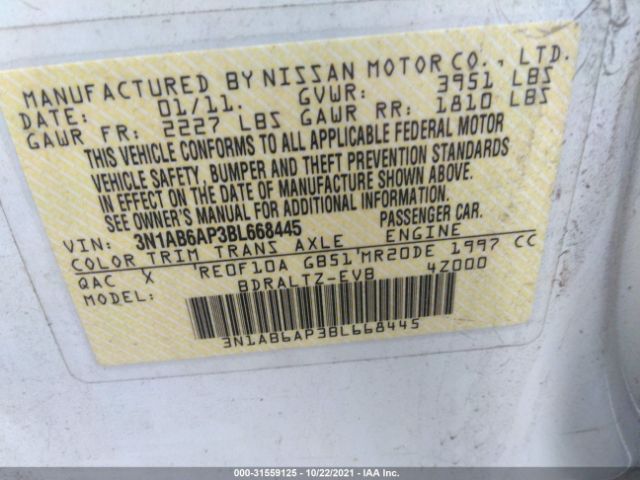 MANUFACTURED BY NISSAN MOTOR CO., LTD.
DATE: 01/11. GVWR: 3951 LBS
GAWR FR: 2227 LBS GAWR RR: 1810 LBS
THIS VEHICLE CONFORMS TO ALL APPLICABLE FEDERAL MOTOR
VEHICLE SAFETY, BUMPER AND THEFT PREVENTION STANDARDS
IN EFFECT ON THE DATE OF MANUFACTURE SHOWN ABOVE.
SEE OWNER'S MANUAL FOR ADDITIONAL INFORMATION.
VIN: 3N1AB6AP3BL668445 PASSENGER CAR.
COLOR TRIM TRANS AXLE ENGINE
QAC X RE0F10A GB51 MR20DE 1997 CC
MODEL: BDRALTZ-EVB 4Z000
3N1AB6AP3BL668445
000-31559125 - 10/22/2021 - IAA Inc.